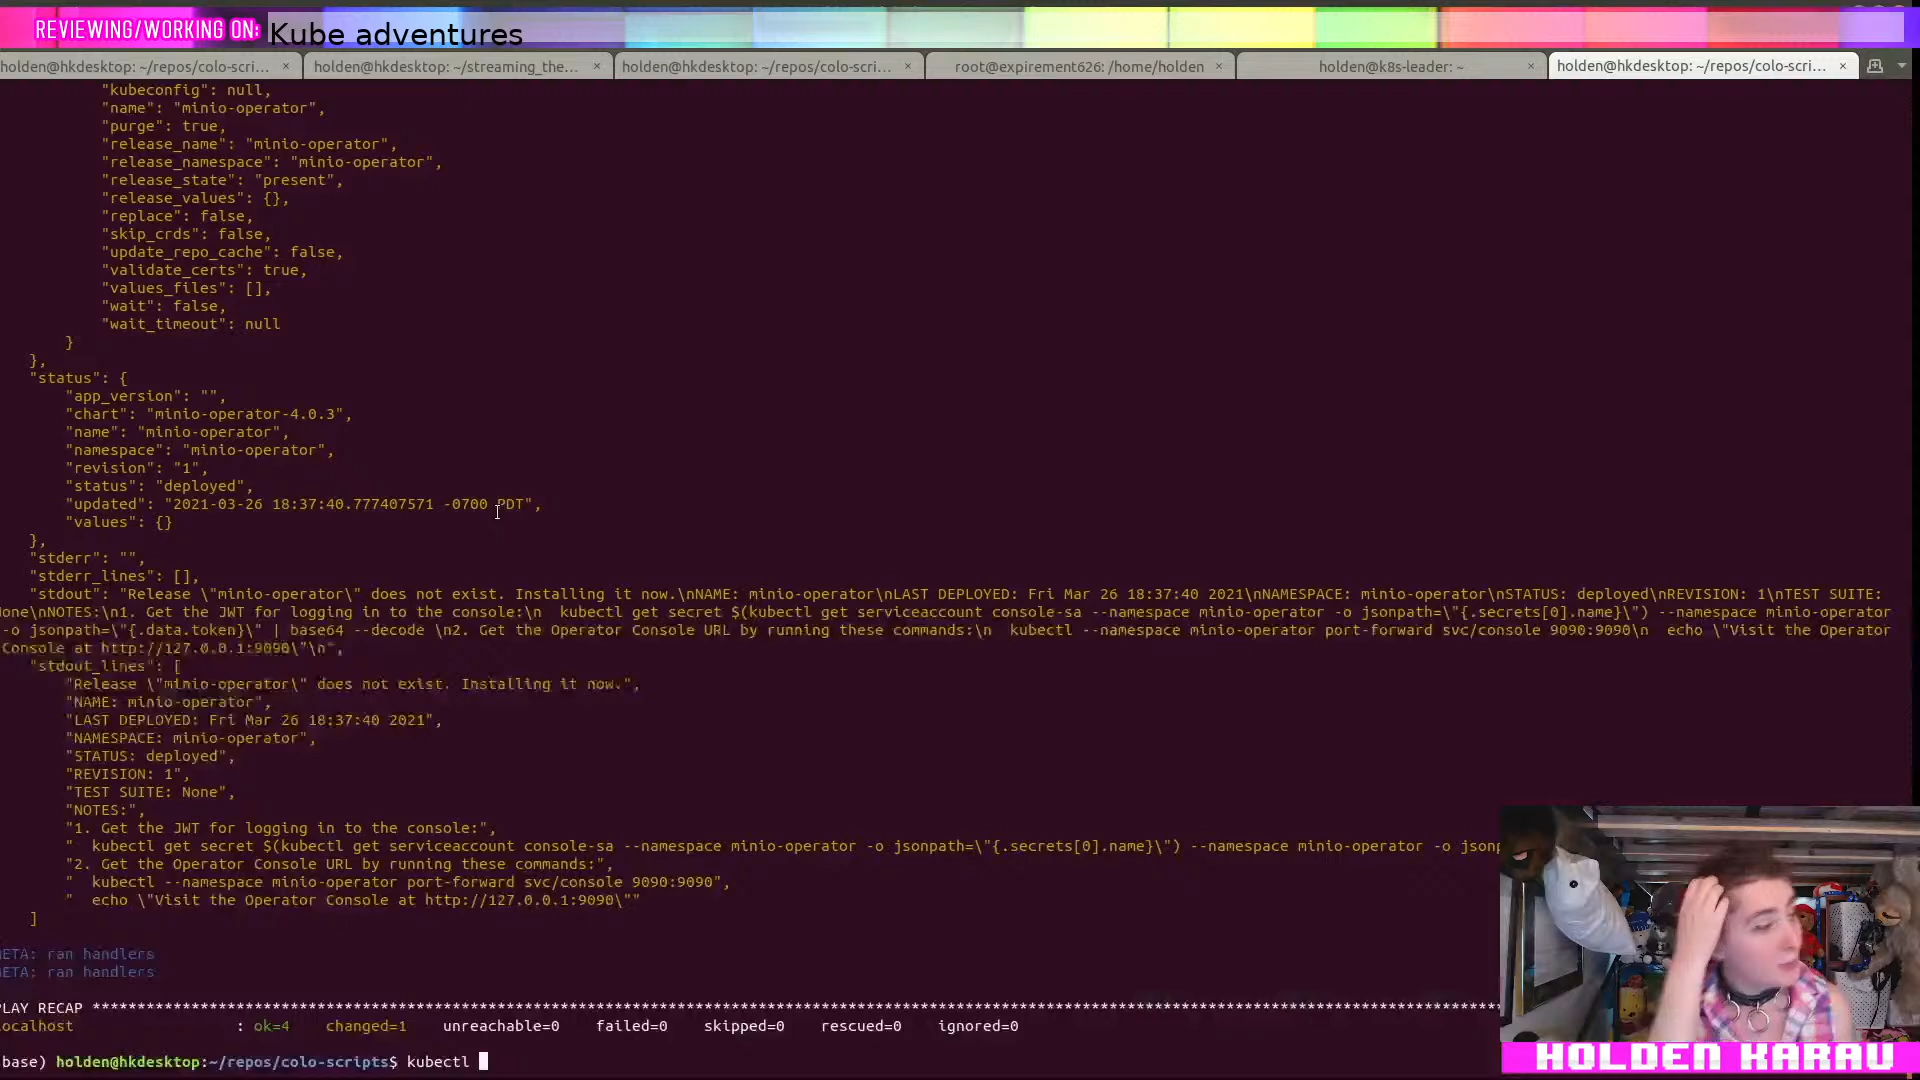 REVIEWING/WORKING ON: Kube adventures
holden@hkdesktop: ~/repos/colo-scri... × holden@hkdesktop: ~/streaming_the... × holden@hkdesktop: ~/repos/colo-scri... × root@expirement626: /home/holden × holden@k8s-leader: ~ × holden@hkdesktop: ~/repos/colo-scri... ×
"kubeconfig": null,
"name": "minio-operator",
"purge": true,
"release_name": "minio-operator",
"release_namespace": "minio-operator",
"release_state": "present",
"release_values": {},
"replace": false,
"skip_crds": false,
"update_repo_cache": false,
"validate_certs": true,
"values_files": [],
"wait": false,
"wait_timeout": null
}
},
"status": {
"app_version": "",
"chart": "minio-operator-4.0.3",
"name": "minio-operator",
"namespace": "minio-operator",
"revision": "1",
"status": "deployed",
"updated": "2021-03-26 18:37:40.777407571 -0700 PDT",
"values": {}
},
"stderr": "",
"stderr_lines": [],
"stdout": "Release \"minio-operator\" does not exist. Installing it now.\nNAME: minio-operator\nLAST DEPLOYED: Fri Mar 26 18:37:40 2021\nNAMESPACE: minio-operator\nSTATUS: deployed\nREVISION: 1\nTEST SUITE:
one\nNOTES:\n1. Get the JWT for logging in to the console:\n  kubectl get secret $(kubectl get serviceaccount console-sa --namespace minio-operator -o jsonpath=\"{.secrets[0].name}\") --namespace minio-operator
-o jsonpath=\"{.data.token}\" | base64 --decode \n2. Get the Operator Console URL by running these commands:\n  kubectl --namespace minio-operator port-forward svc/console 9090:9090\n  echo \"Visit the Operator
Console at http://127.0.0.1:9090\"\n",
"stdout_lines": [
"Release \"minio-operator\" does not exist. Installing it now.",
"NAME: minio-operator",
"LAST DEPLOYED: Fri Mar 26 18:37:40 2021",
"NAMESPACE: minio-operator",
"STATUS: deployed",
"REVISION: 1",
"TEST SUITE: None",
"NOTES:",
"1. Get the JWT for logging in to the console:",
"  kubectl get secret $(kubectl get serviceaccount console-sa --namespace minio-operator -o jsonpath=\"{.secrets[0].name}\") --namespace minio-operator -o jsonp
"2. Get the Operator Console URL by running these commands:",
"  kubectl --namespace minio-operator port-forward svc/console 9090:9090",
"  echo \"Visit the Operator Console at http://127.0.0.1:9090\""
]
META: ran handlers
META: ran handlers
PLAY RECAP *********************************************************************************************************************************************************
localhost : ok=4 changed=1 unreachable=0 failed=0 skipped=0 rescued=0 ignored=0
base) holden@hkdesktop:~/repos/colo-scripts$ kubectl
HOLDEN KARAU